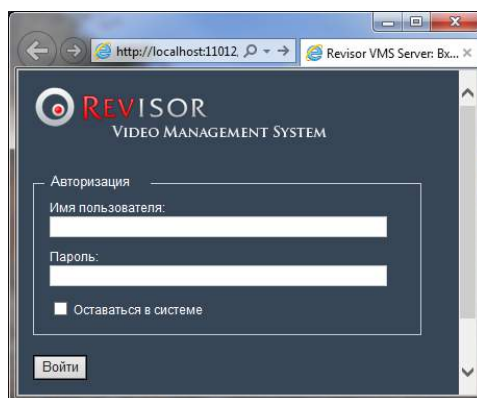 http://localhost:11012
Revisor VMS Server: Вх...
REVISOR
VIDEO MANAGEMENT SYSTEM
Авторизация
Имя пользователя:
Пароль:
Оставаться в системе
Войти